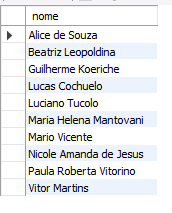 nome
Alice de Souza
Beatriz Leopoldina
Guilherme Koeriche
Lucas Cochuelo
Luciano Tucolo
Maria Helena Mantovani
Mario Vicente
Nicole Amanda de Jesus
Paula Roberta Vitorino
Vitor Martins